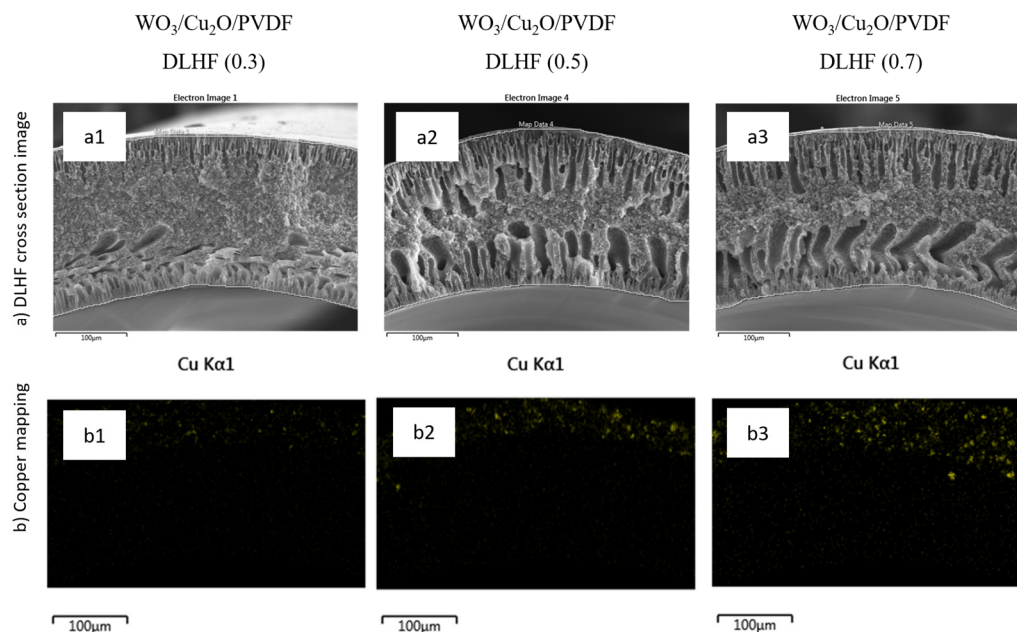 WO₃/Cu₂O/PVDF
DLHF (0.3)
WO₃/Cu₂O/PVDF
DLHF (0.5)
WO₃/Cu₂O/PVDF
DLHF (0.7)
a) DLHF cross section image
Electron Image 1
a1
Map Data 3
100μm
Electron Image 4
a2
Map Data 4
100μm
Electron Image 5
a3
Map Data 5
100μm
b) Copper mapping
Cu Kα1
b1
100μm
Cu Kα1
b2
100μm
Cu Kα1
b3
100μm